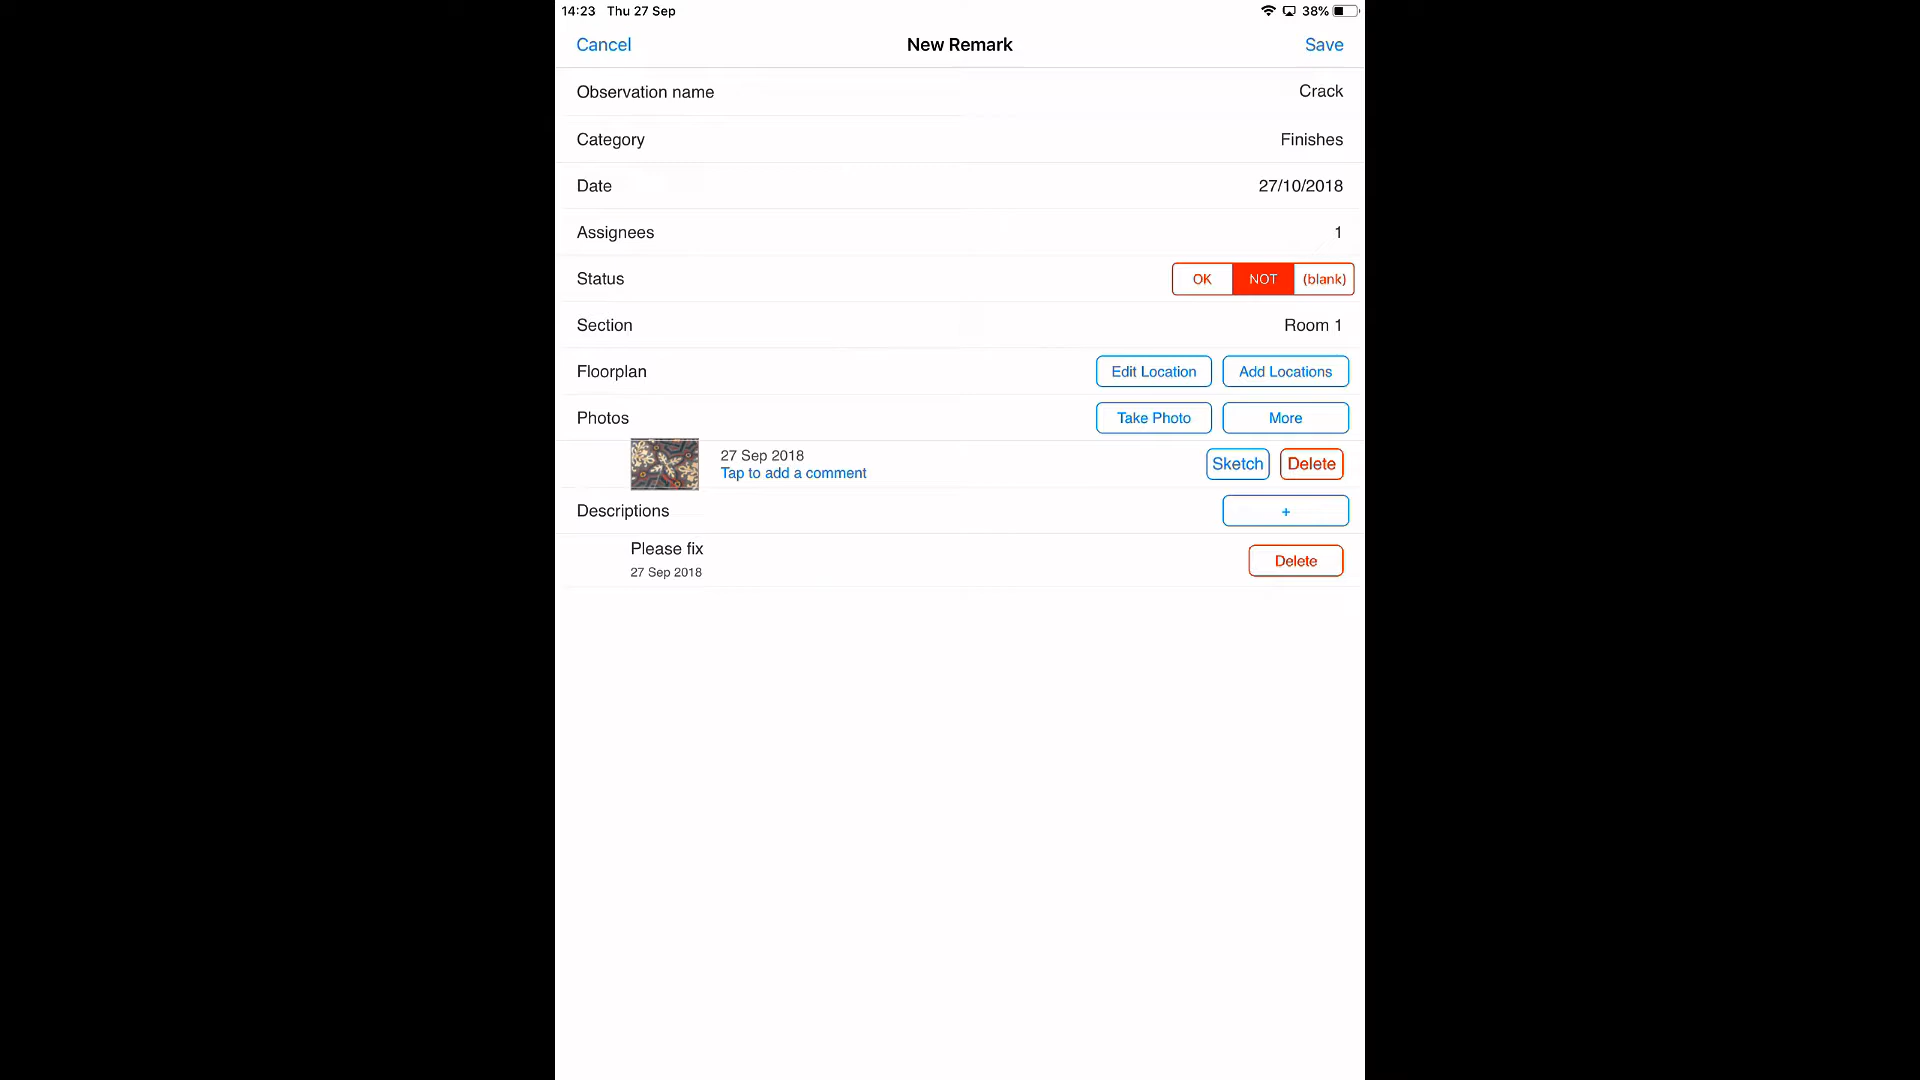 14:23 Thu 27 Sep 38%
Cancel New Remark Save
Observation name Crack
Category Finishes
Date 27/10/2018
Assignees 1
Status OK NOT (blank)
Section Room 1
Floorplan Edit Location Add Locations
Photos Take Photo More
27 Sep 2018
Tap to add a comment Sketch Delete
Descriptions +
Please fix
27 Sep 2018
Delete